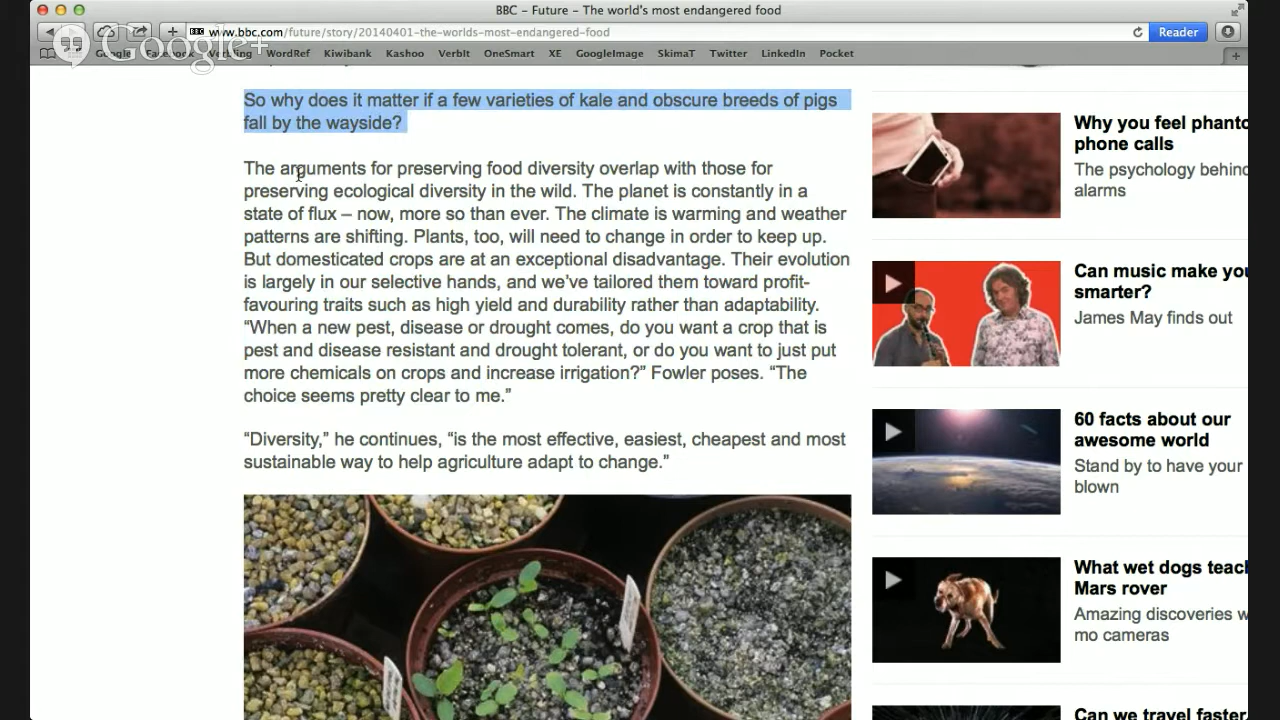 BBC – Future – The world's most endangered food
BBC www.bbc.com/future/story/20140401-the-worlds-most-endangered-food
Reader
Google+
WordRef Kiwibank Kashoo VerbIt OneSmart XE GoogleImage SkimaT Twitter LinkedIn Pocket
So why does it matter if a few varieties of kale and obscure breeds of pigs
fall by the wayside?
The arguments for preserving food diversity overlap with those for
preserving ecological diversity in the wild. The planet is constantly in a
state of flux – now, more so than ever. The climate is warming and weather
patterns are shifting. Plants, too, will need to change in order to keep up.
But domesticated crops are at an exceptional disadvantage. Their evolution
is largely in our selective hands, and we’ve tailored them toward profit-
favouring traits such as high yield and durability rather than adaptability.
“When a new pest, disease or drought comes, do you want a crop that is
pest and disease resistant and drought tolerant, or do you want to just put
more chemicals on crops and increase irrigation?” Fowler poses. “The
choice seems pretty clear to me.”
“Diversity,” he continues, “is the most effective, easiest, cheapest and most
sustainable way to help agriculture adapt to change.”
Why you feel phanto
phone calls
The psychology behind
alarms
Can music make you
smarter?
James May finds out
60 facts about our
awesome world
Stand by to have your
blown
What wet dogs teach
Mars rover
Amazing discoveries w
mo cameras
Can we travel faster